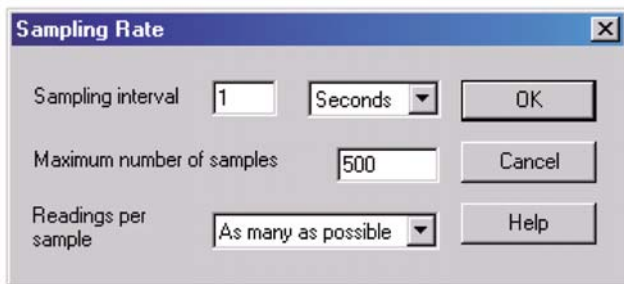 Sampling Rate
Sampling interval 1 Seconds OK
Maximum number of samples 500 Cancel
Readings per
sample As many as possible Help